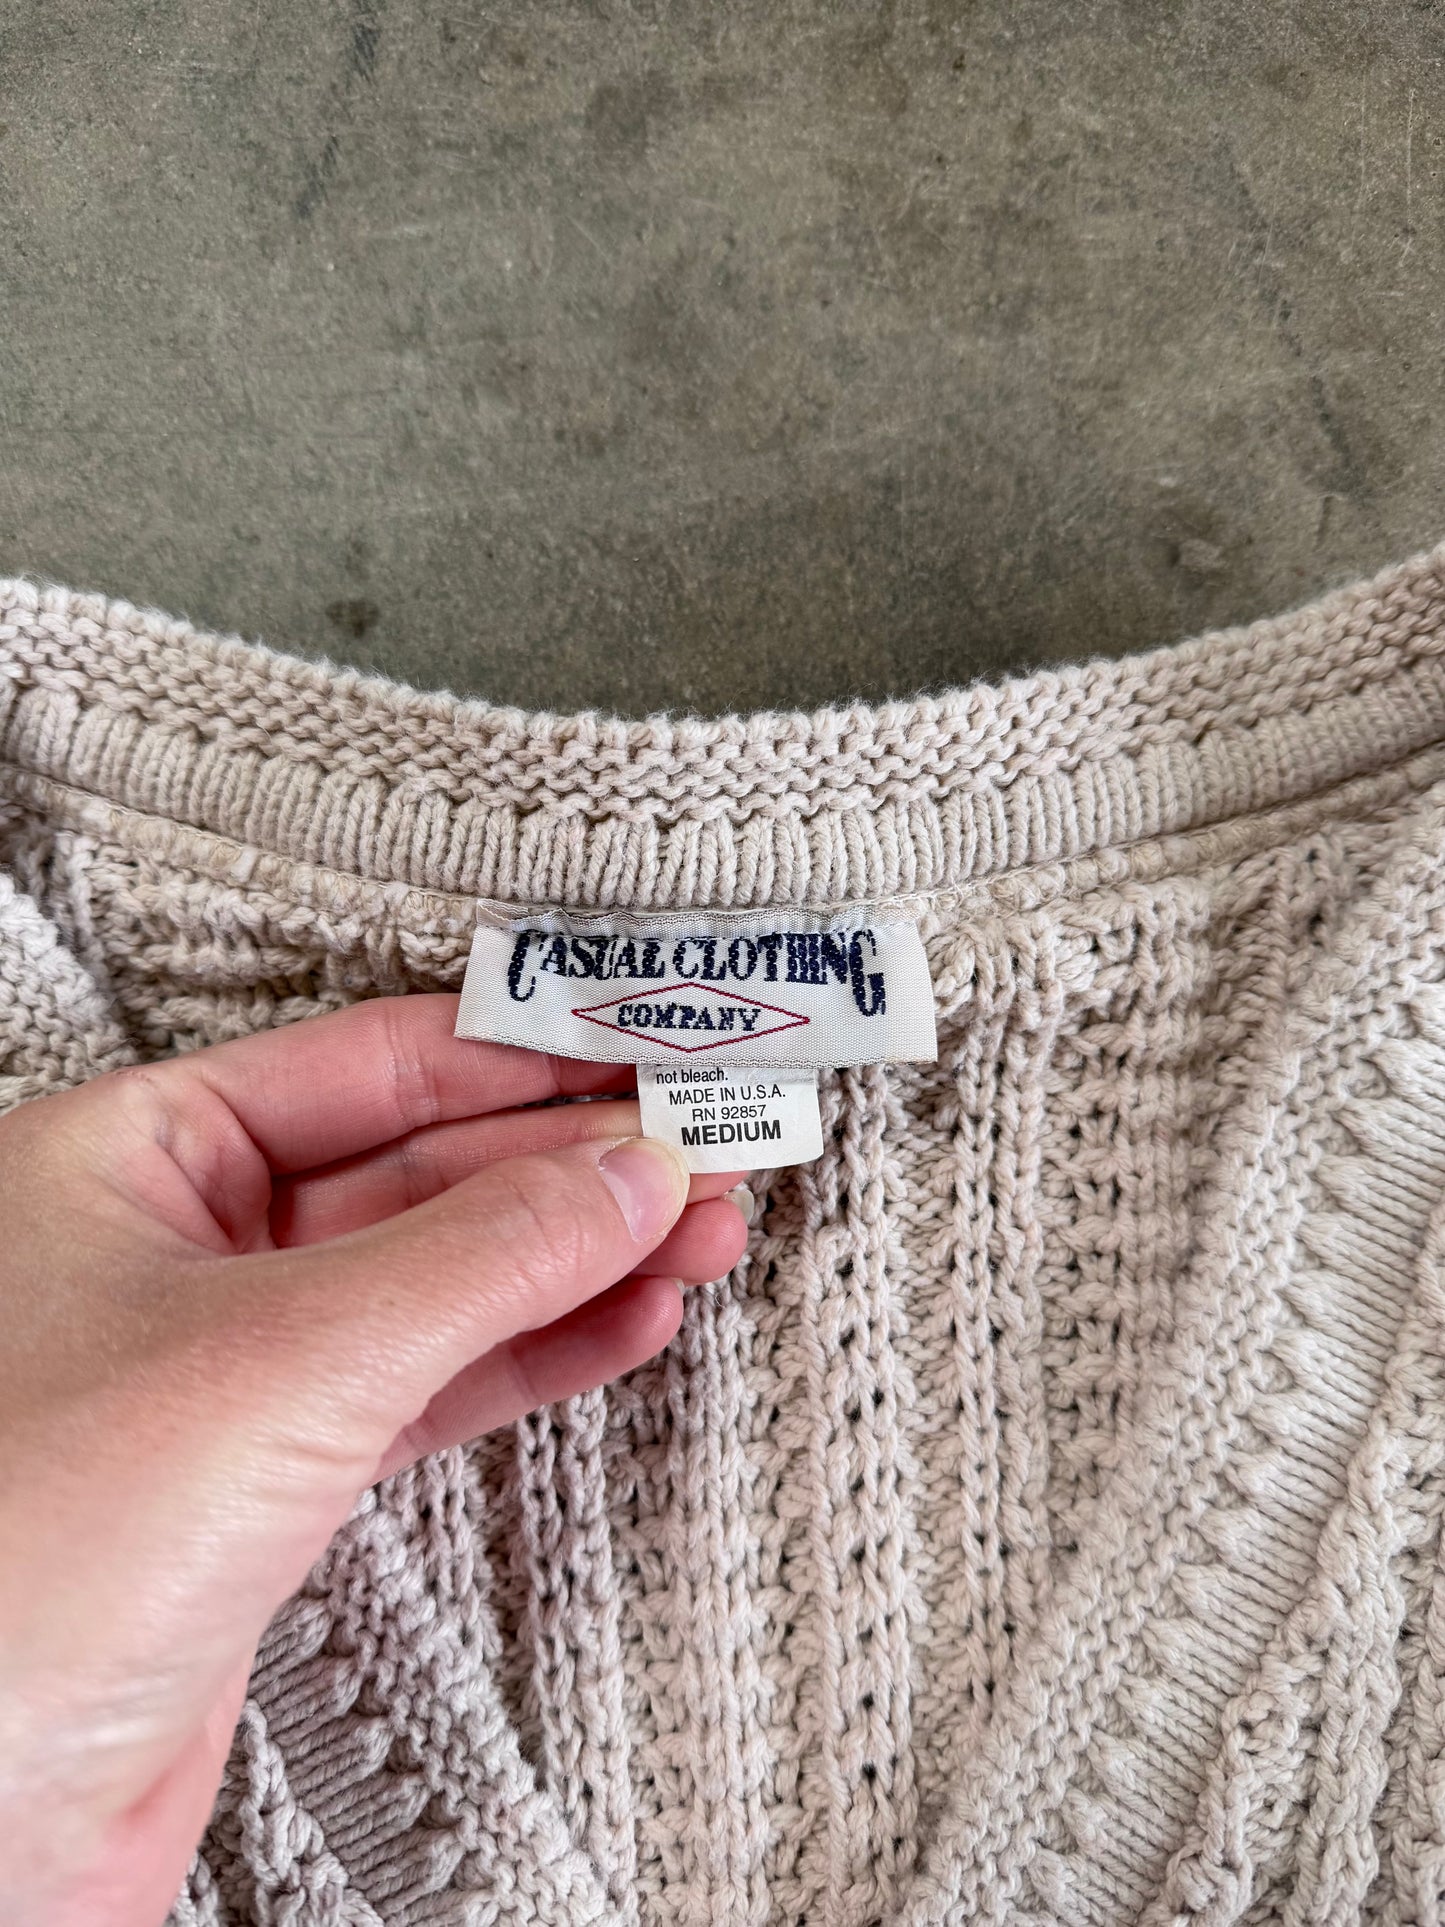 CASUAL CLOTHING
COMPANY
not bleach.
MADE IN U.S.A.
RN 92857
MEDIUM